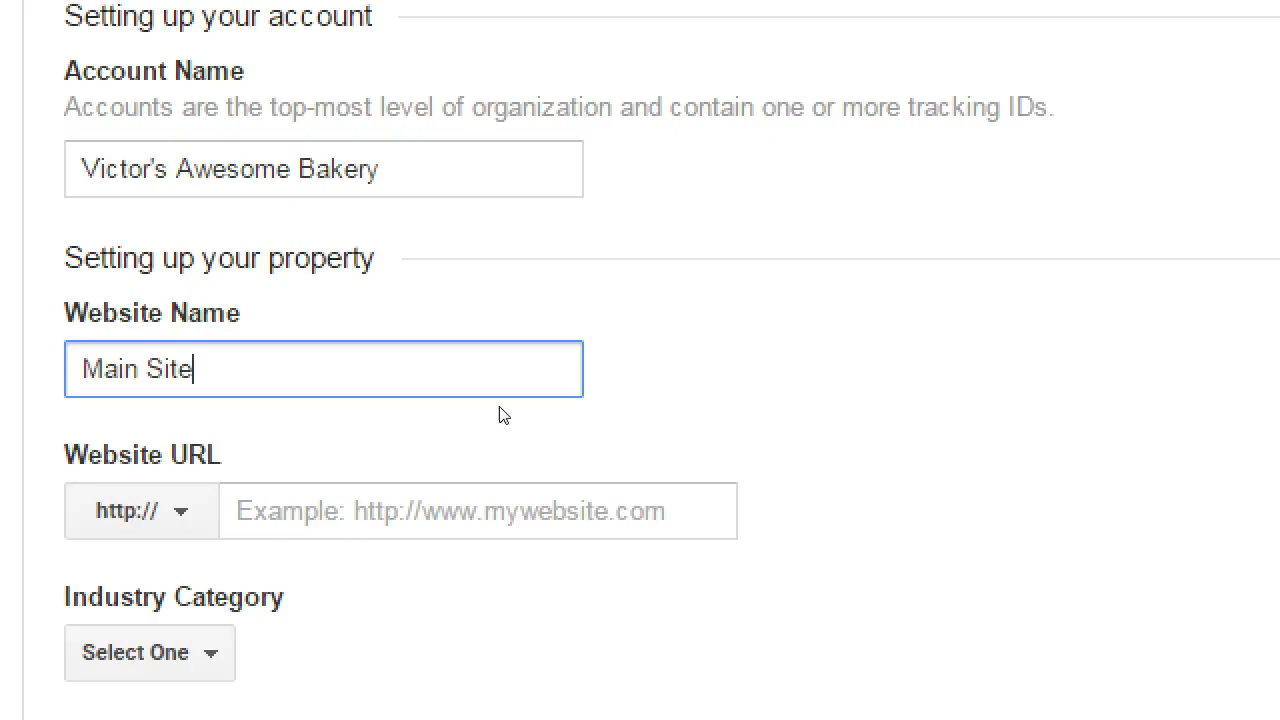 Setting up your account
Account Name
Accounts are the top-most level of organization and contain one or more tracking IDs.
Victor's Awesome Bakery
Setting up your property
Website Name
Main Site
Website URL
http:// Example: http://www.mywebsite.com
Industry Category
Select One